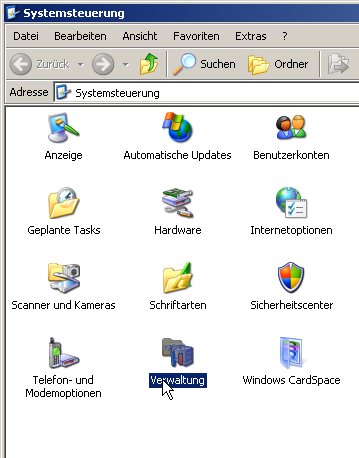 Systemsteuerung
Datei Bearbeiten Ansicht Favoriten Extras ?
Zurück Suchen Ordner
Adresse Systemsteuerung
Anzeige Automatische Updates Benutzerkonten
Geplante Tasks Hardware Internetoptionen
Scanner und Kameras Schriftarten Sicherheitscenter
Telefon- und Verwaltung Windows CardSpace
Modemoptionen